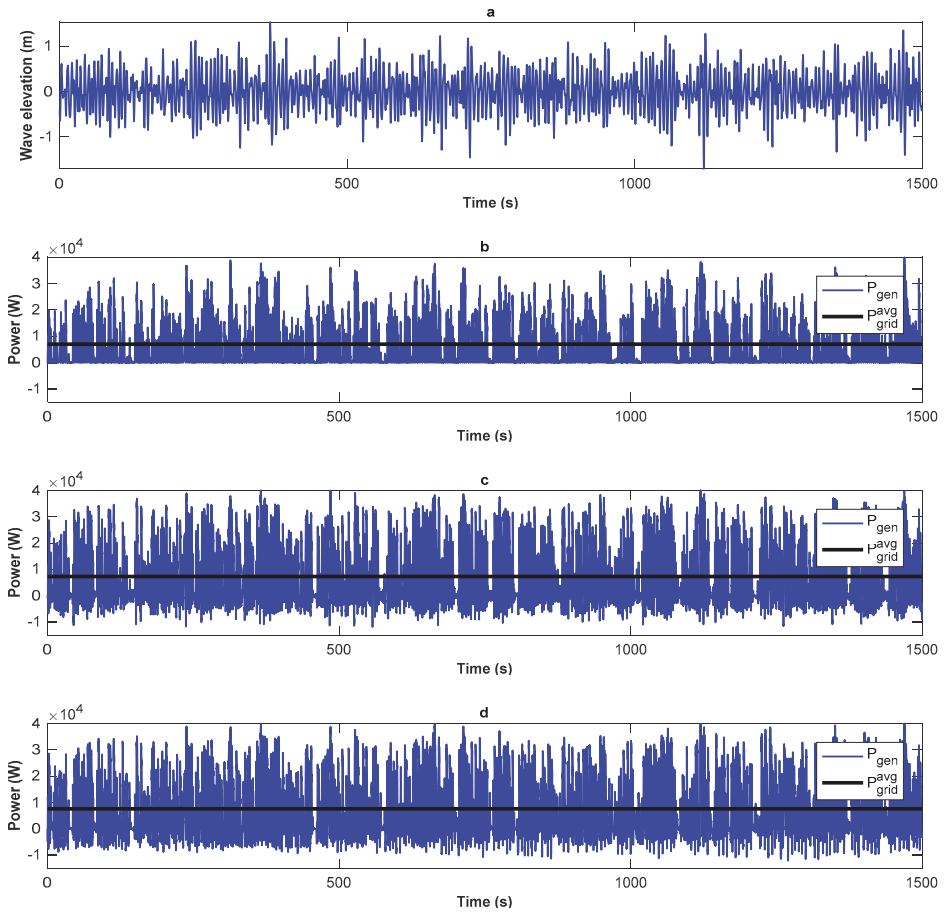 a
Wave elevation (m)
1
0
-1
0 500 1000 1500
Time (s)
b
×10⁴
Power (W)
4
3
2
1
0
-1
P_gen
P_grid^avg
0 500 1000 1500
Time (s)
c
×10⁴
Power (W)
4
3
2
1
0
-1
P_gen
P_grid^avg
0 500 1000 1500
Time (s)
d
×10⁴
Power (W)
4
3
2
1
0
-1
P_gen
P_grid^avg
0 500 1000 1500
Time (s)